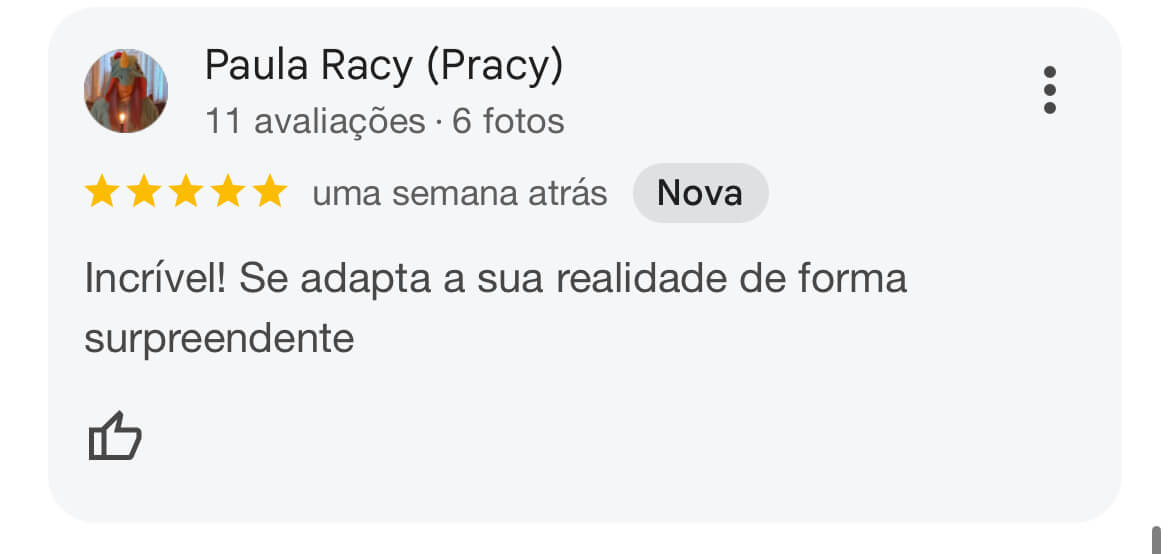 Paula Racy (Pracy)
11 avaliações · 6 fotos
uma semana atrás Nova
Incrível! Se adapta a sua realidade de forma
surpreendente